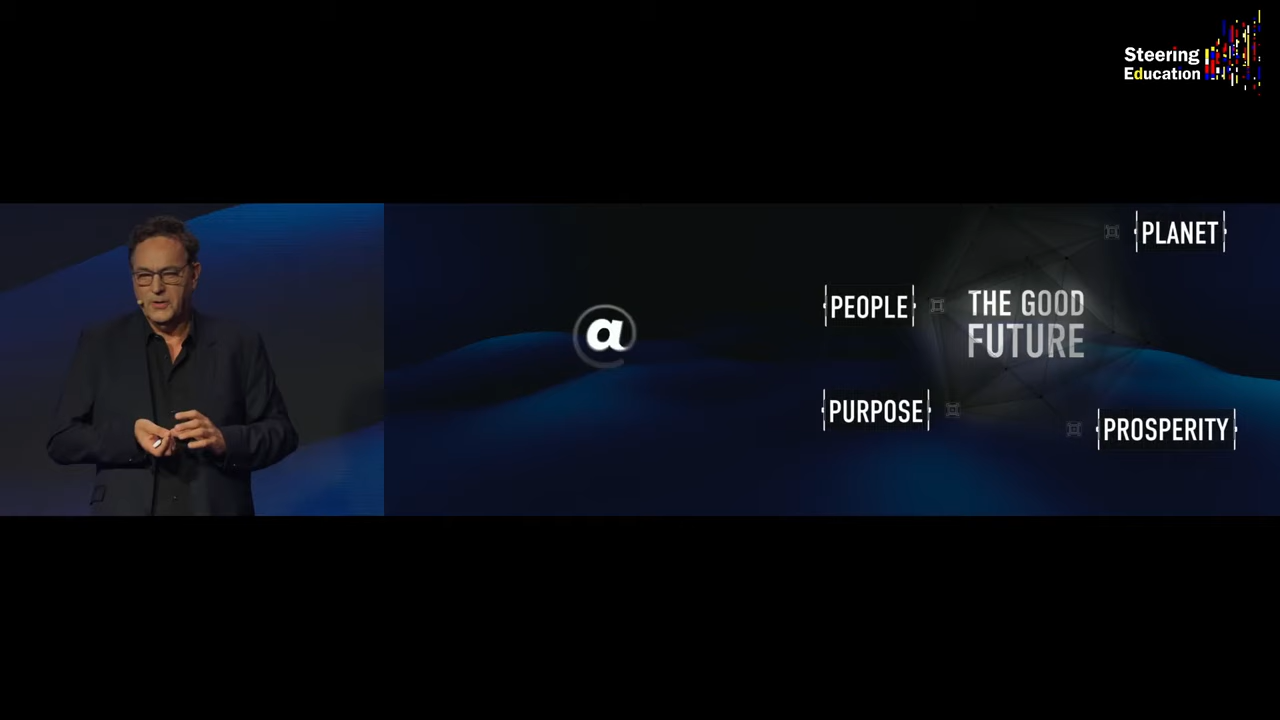 Steering
Education
PLANET
PEOPLE
THE GOOD
FUTURE
@
PURPOSE
PROSPERITY